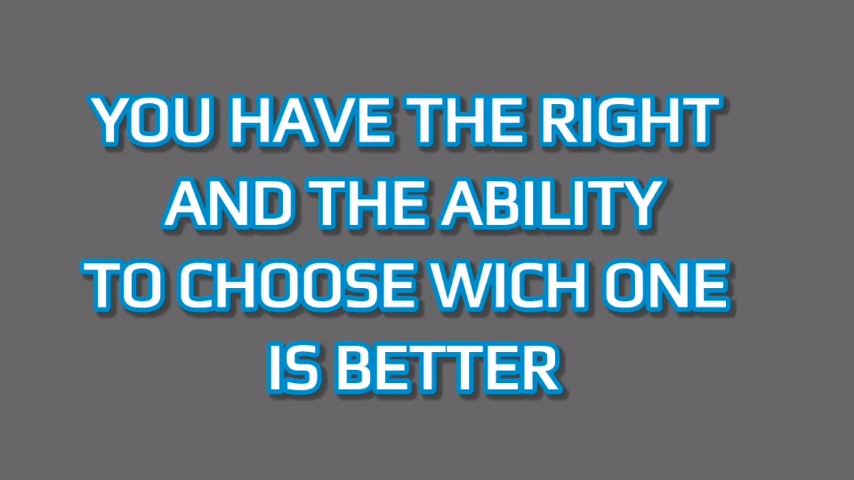 YOU HAVE THE RIGHT
AND THE ABILITY
TO CHOOSE WICH ONE
IS BETTER